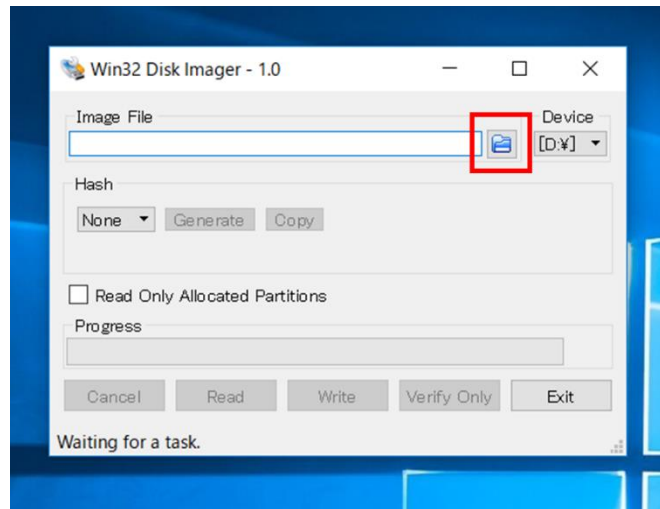 Win32 Disk Imager - 1.0
Image File
Device
[D:¥]
Hash
None Generate Copy
Read Only Allocated Partitions
Progress
Cancel Read Write Verify Only Exit
Waiting for a task.